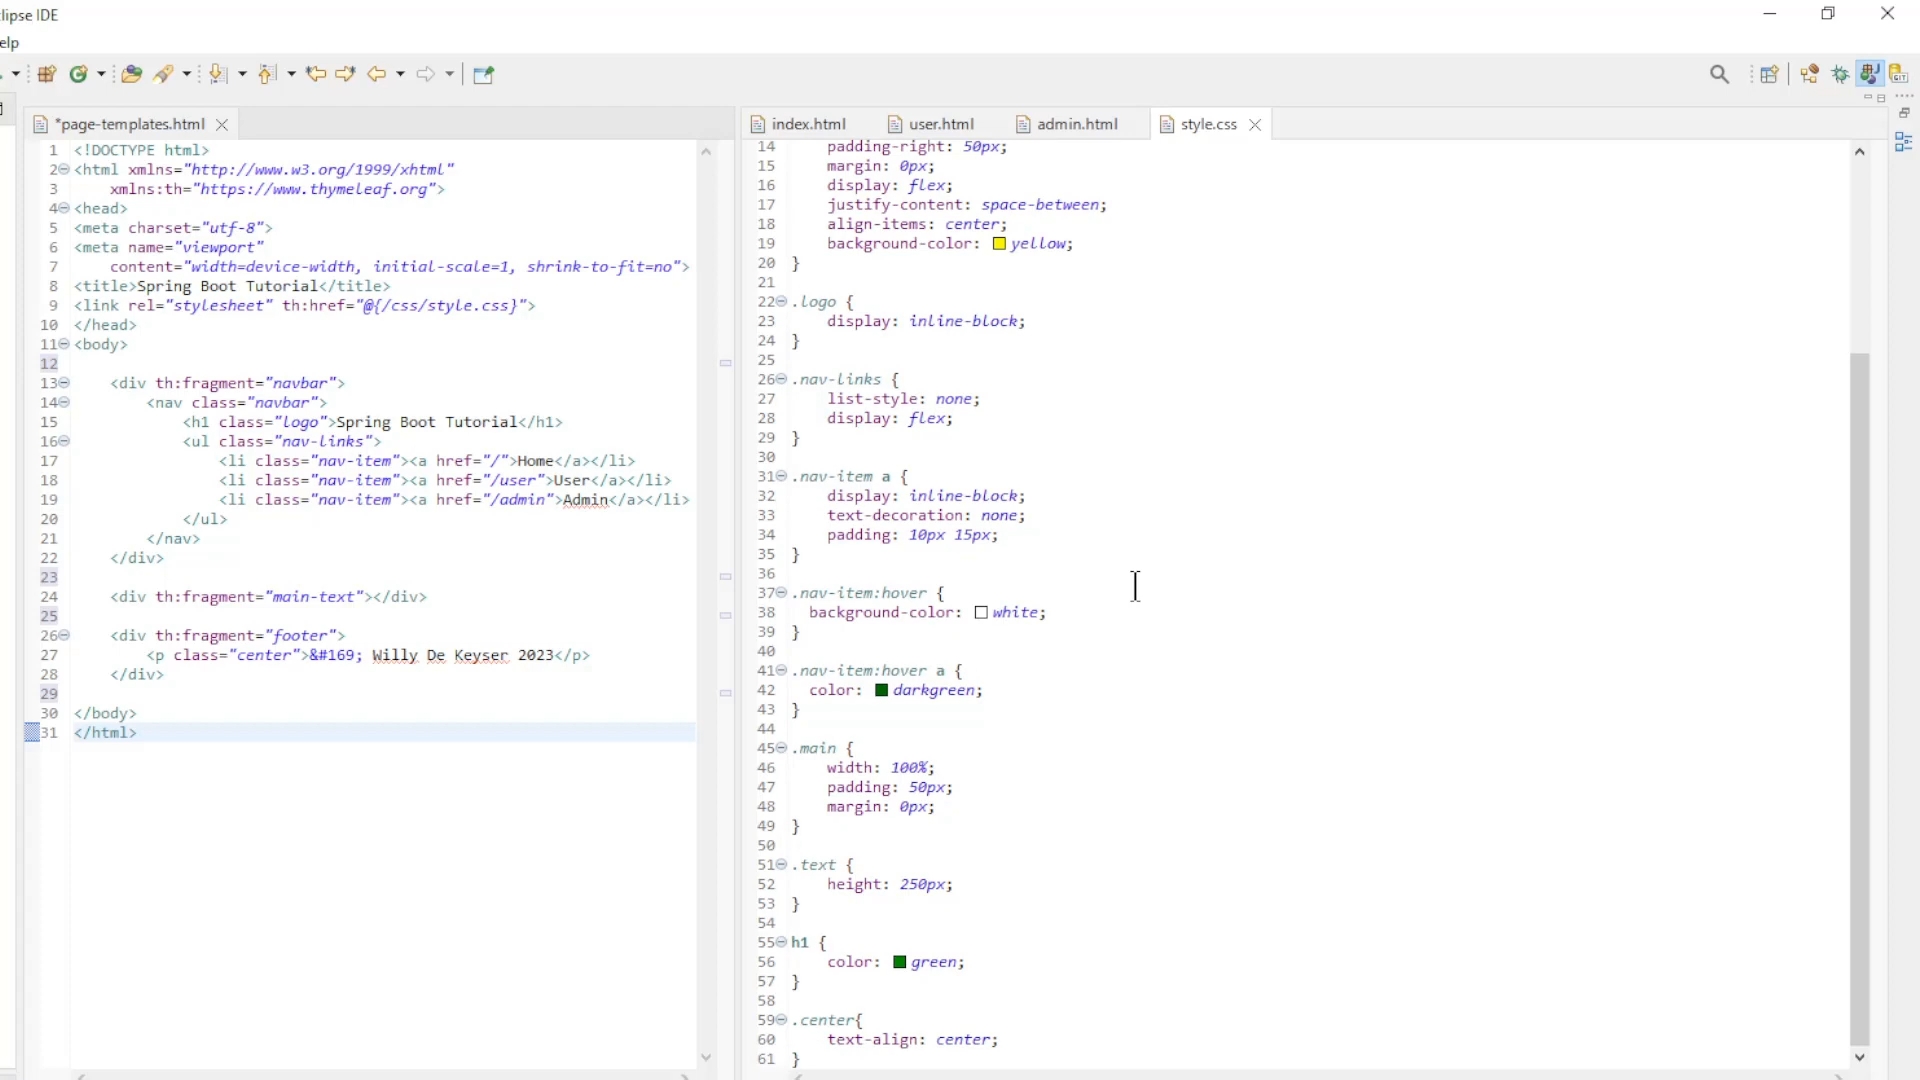 lipse IDE
elp
*page-templates.html
1 <!DOCTYPE html>
2 <html xmlns="http://www.w3.org/1999/xhtml"
3     xmlns:th="https://www.thymeleaf.org">
4 <head>
5 <meta charset="utf-8">
6 <meta name="viewport"
7     content="width=device-width, initial-scale=1, shrink-to-fit=no">
8 <title>Spring Boot Tutorial</title>
9 <link rel="stylesheet" th:href="@{/css/style.css}">
10 </head>
11 <body>
12
13     <div th:fragment="navbar">
14         <nav class="navbar">
15             <h1 class="logo">Spring Boot Tutorial</h1>
16             <ul class="nav-links">
17                 <li class="nav-item"><a href="/">Home</a></li>
18                 <li class="nav-item"><a href="/user">User</a></li>
19                 <li class="nav-item"><a href="/admin">Admin</a></li>
20             </ul>
21         </nav>
22     </div>
23
24     <div th:fragment="main-text"></div>
25
26     <div th:fragment="footer">
27         <p class="center">&#169; Willy De Keyser 2023</p>
28     </div>
29
30 </body>
31 </html>
index.html user.html admin.html style.css
14     padding-right: 50px;
15     margin: 0px;
16     display: flex;
17     justify-content: space-between;
18     align-items: center;
19     background-color: yellow;
20 }
21
22 .logo {
23     display: inline-block;
24 }
25
26 .nav-links {
27     list-style: none;
28     display: flex;
29 }
30
31 .nav-item a {
32     display: inline-block;
33     text-decoration: none;
34     padding: 10px 15px;
35 }
36
37 .nav-item:hover {
38   background-color: white;
39 }
40
41 .nav-item:hover a {
42   color: darkgreen;
43 }
44
45 .main {
46     width: 100%;
47     padding: 50px;
48     margin: 0px;
49 }
50
51 .text {
52     height: 250px;
53 }
54
55 h1 {
56     color: green;
57 }
58
59 .center{
60     text-align: center;
61 }